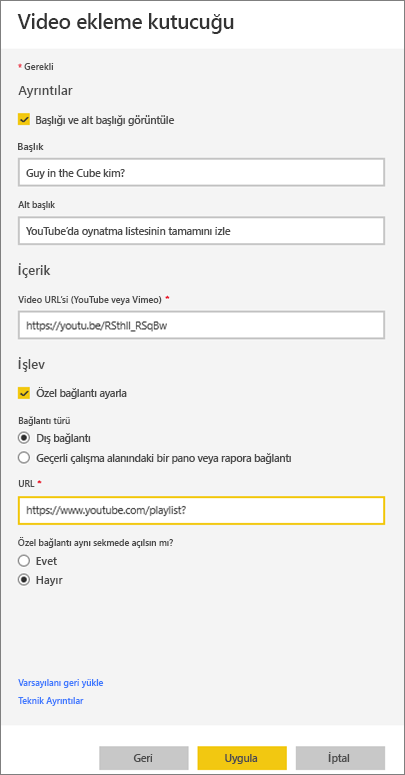 Video ekleme kutucuğu
* Gerekli
Ayrıntılar
Başlığı ve alt başlığı görüntüle
Başlık
Guy in the Cube kim?
Alt başlık
YouTube'da oynatma listesinin tamamını izle
İçerik
Video URL'si (YouTube veya Vimeo) *
https://youtu.be/RSthlI_RSqBw
İşlev
Özel bağlantı ayarla
Bağlantı türü
Dış bağlantı
Geçerli çalışma alanındaki bir pano veya rapora bağlantı
URL *
https://www.youtube.com/playlist?
Özel bağlantı aynı sekmede açılsın mı?
Evet
Hayır
Varsayılanı geri yükle
Teknik Ayrıntılar
Geri Uygula İptal